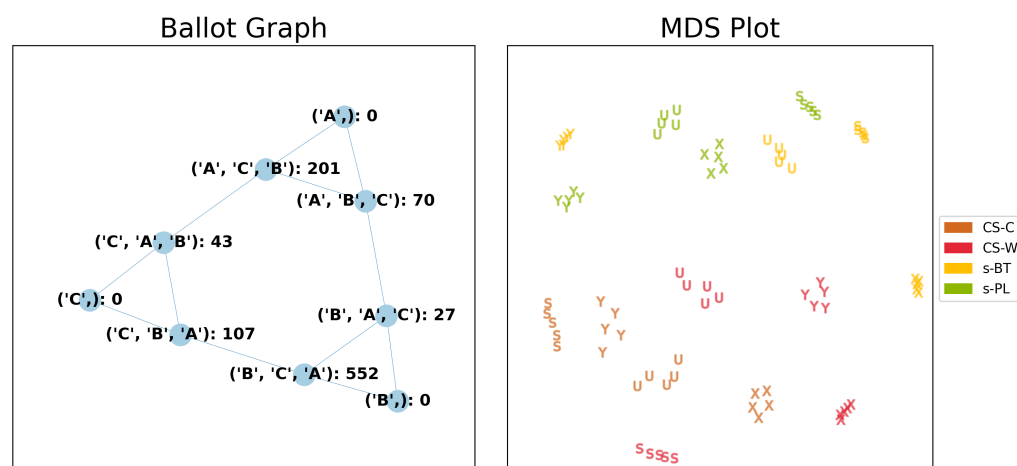 Ballot Graph
('A',): 0
('A', 'C', 'B'): 201
('A', 'B', 'C'): 70
('C', 'A', 'B'): 43
('C',): 0
('B', 'A', 'C'): 27
('C', 'B', 'A'): 107
('B', 'C', 'A'): 552
('B',): 0
MDS Plot
S S S S S
U U U U U
Y Y Y Y Y
S S S S S
U U U U U
X X X X X
Y Y Y Y Y
U U U U U
Y Y Y Y Y
X X X X X
S S S S S
Y Y Y Y Y
U U U U U
X X X X X
X X X X X
S S S S S
CS-C
CS-W
s-BT
s-PL